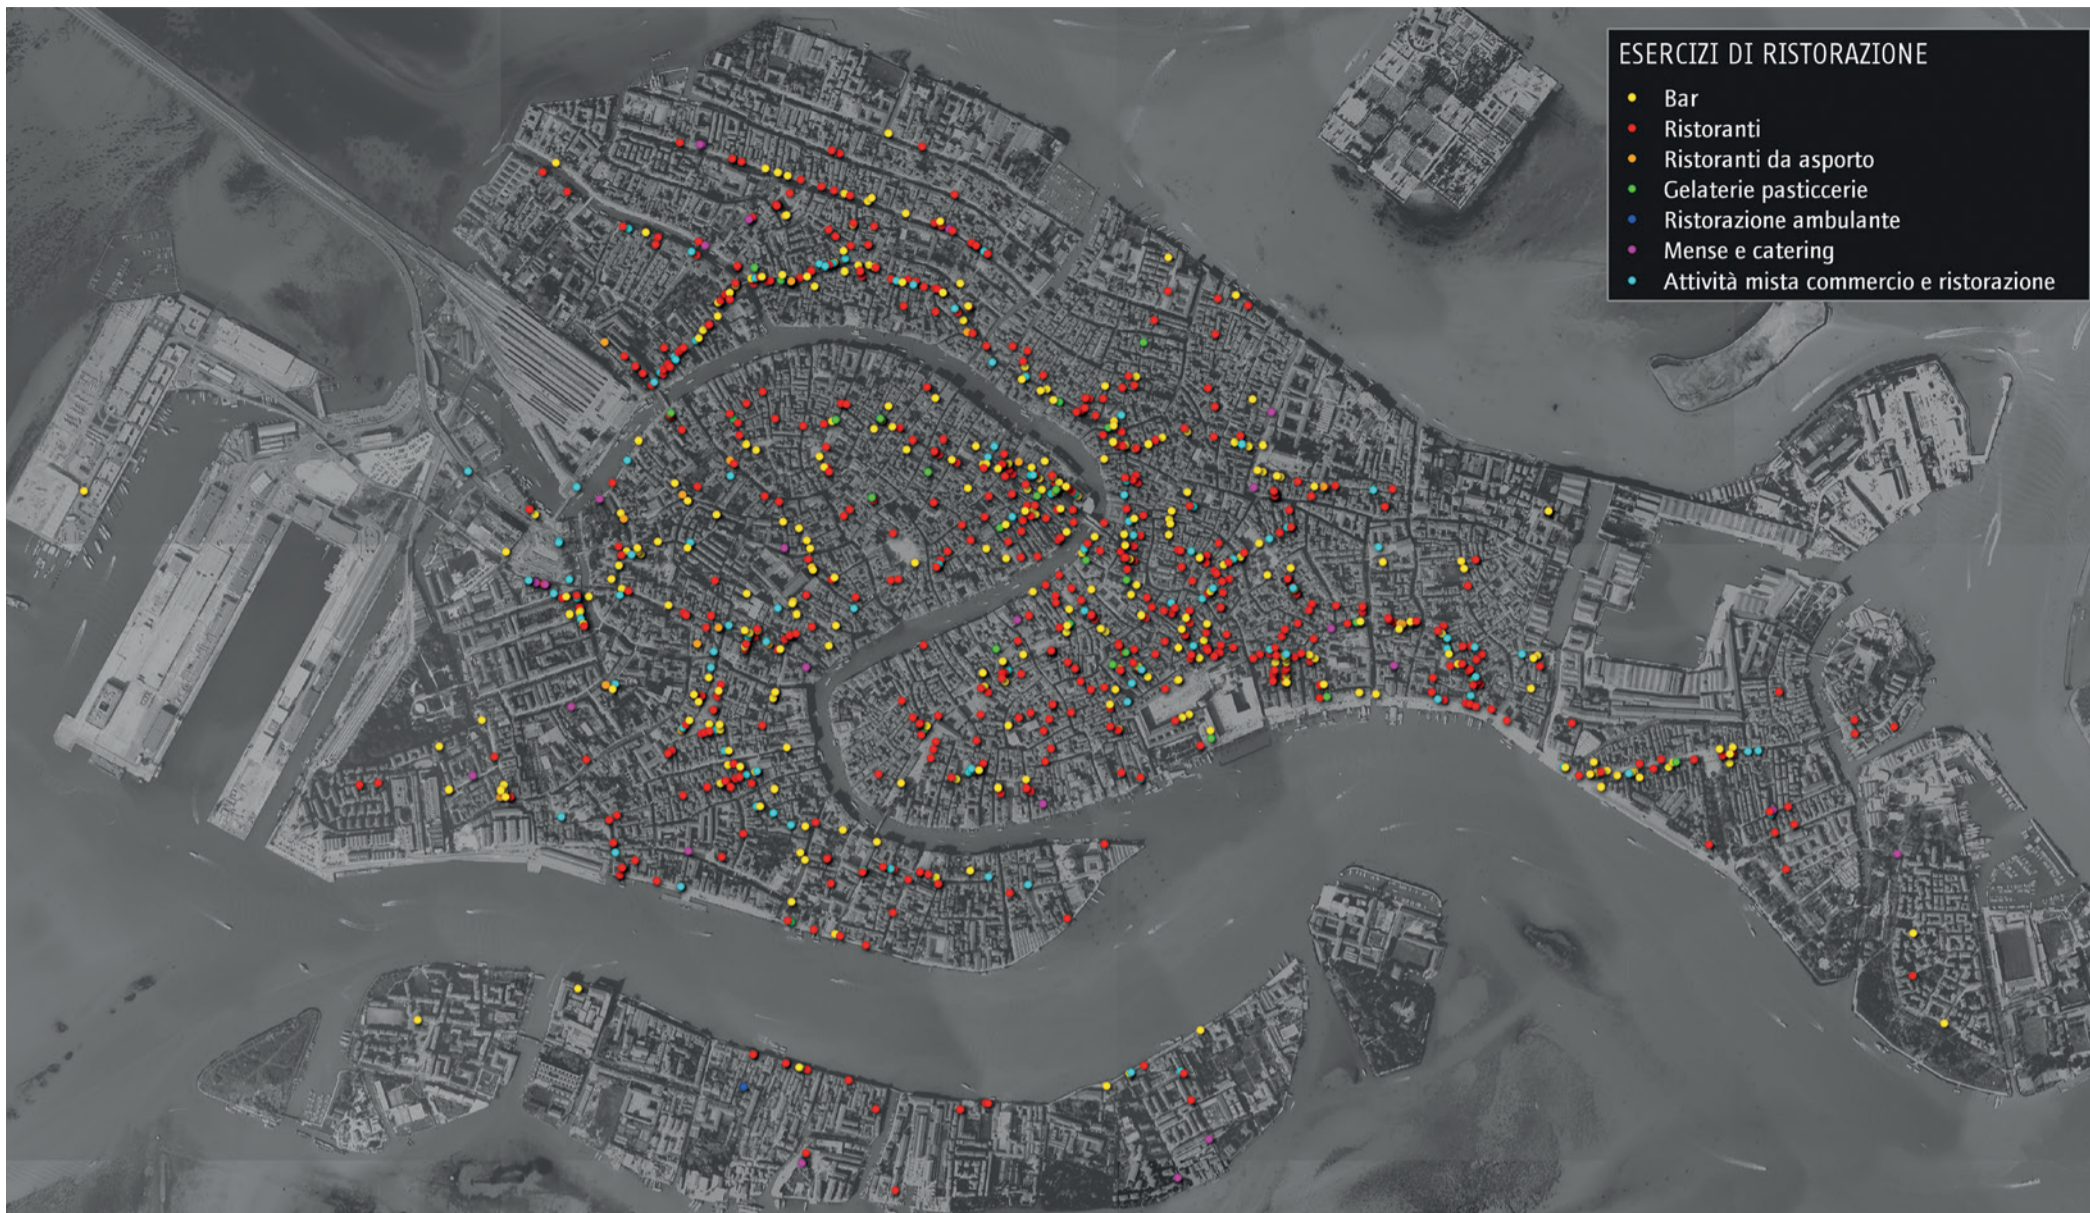 ESERCIZI DI RISTORAZIONE
Bar
Ristoranti
Ristoranti da asporto
Gelaterie pasticcerie
Ristorazione ambulante
Mense e catering
Attività mista commercio e ristorazione